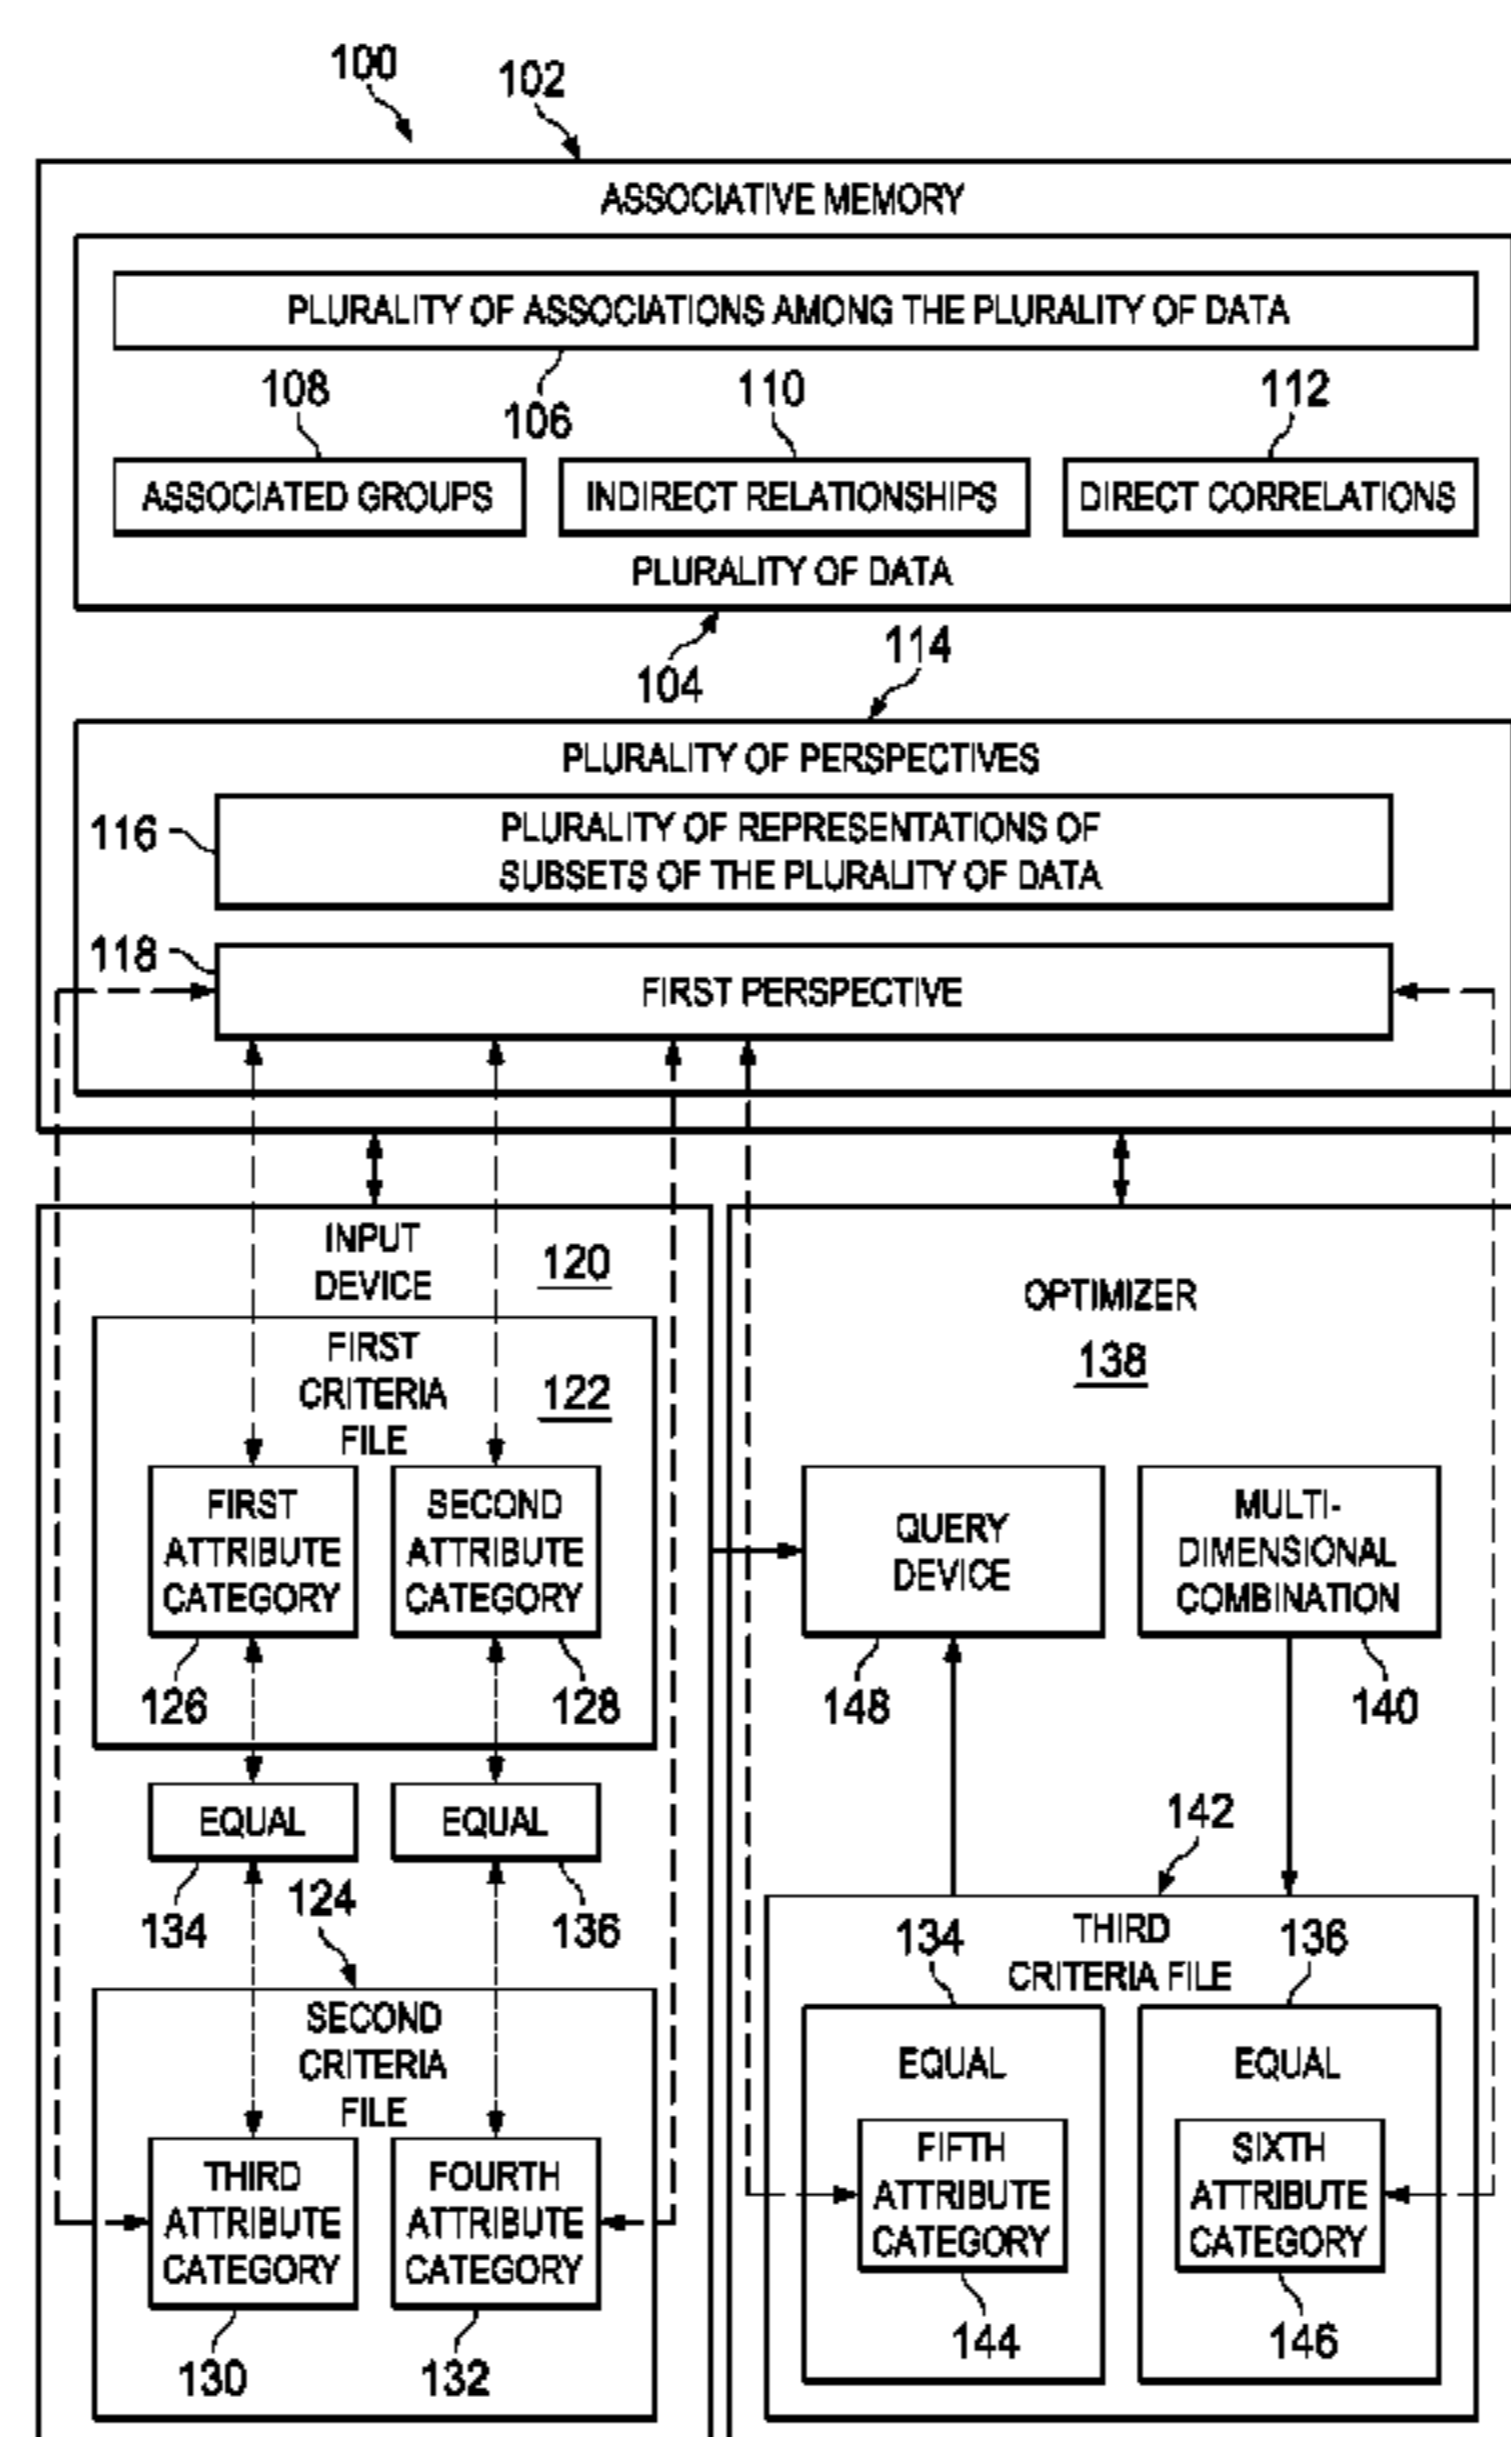 100
102
ASSOCIATIVE MEMORY
PLURALITY OF ASSOCIATIONS AMONG THE PLURALITY OF DATA
108
106
110
112
ASSOCIATED GROUPS
INDIRECT RELATIONSHIPS
DIRECT CORRELATIONS
PLURALITY OF DATA
104
114
PLURALITY OF PERSPECTIVES
116
PLURALITY OF REPRESENTATIONS OF
SUBSETS OF THE PLURALITY OF DATA
118
FIRST PERSPECTIVE
INPUT
DEVICE
120
FIRST
CRITERIA
FILE
122
FIRST
ATTRIBUTE
CATEGORY
SECOND
ATTRIBUTE
CATEGORY
126
128
EQUAL
EQUAL
134
124
136
SECOND
CRITERIA
FILE
THIRD
ATTRIBUTE
CATEGORY
FOURTH
ATTRIBUTE
CATEGORY
130
132
OPTIMIZER
138
QUERY
DEVICE
MULTI-
DIMENSIONAL
COMBINATION
148
140
142
134
THIRD
CRITERIA FILE
136
EQUAL
EQUAL
FIFTH
ATTRIBUTE
CATEGORY
SIXTH
ATTRIBUTE
CATEGORY
144
146